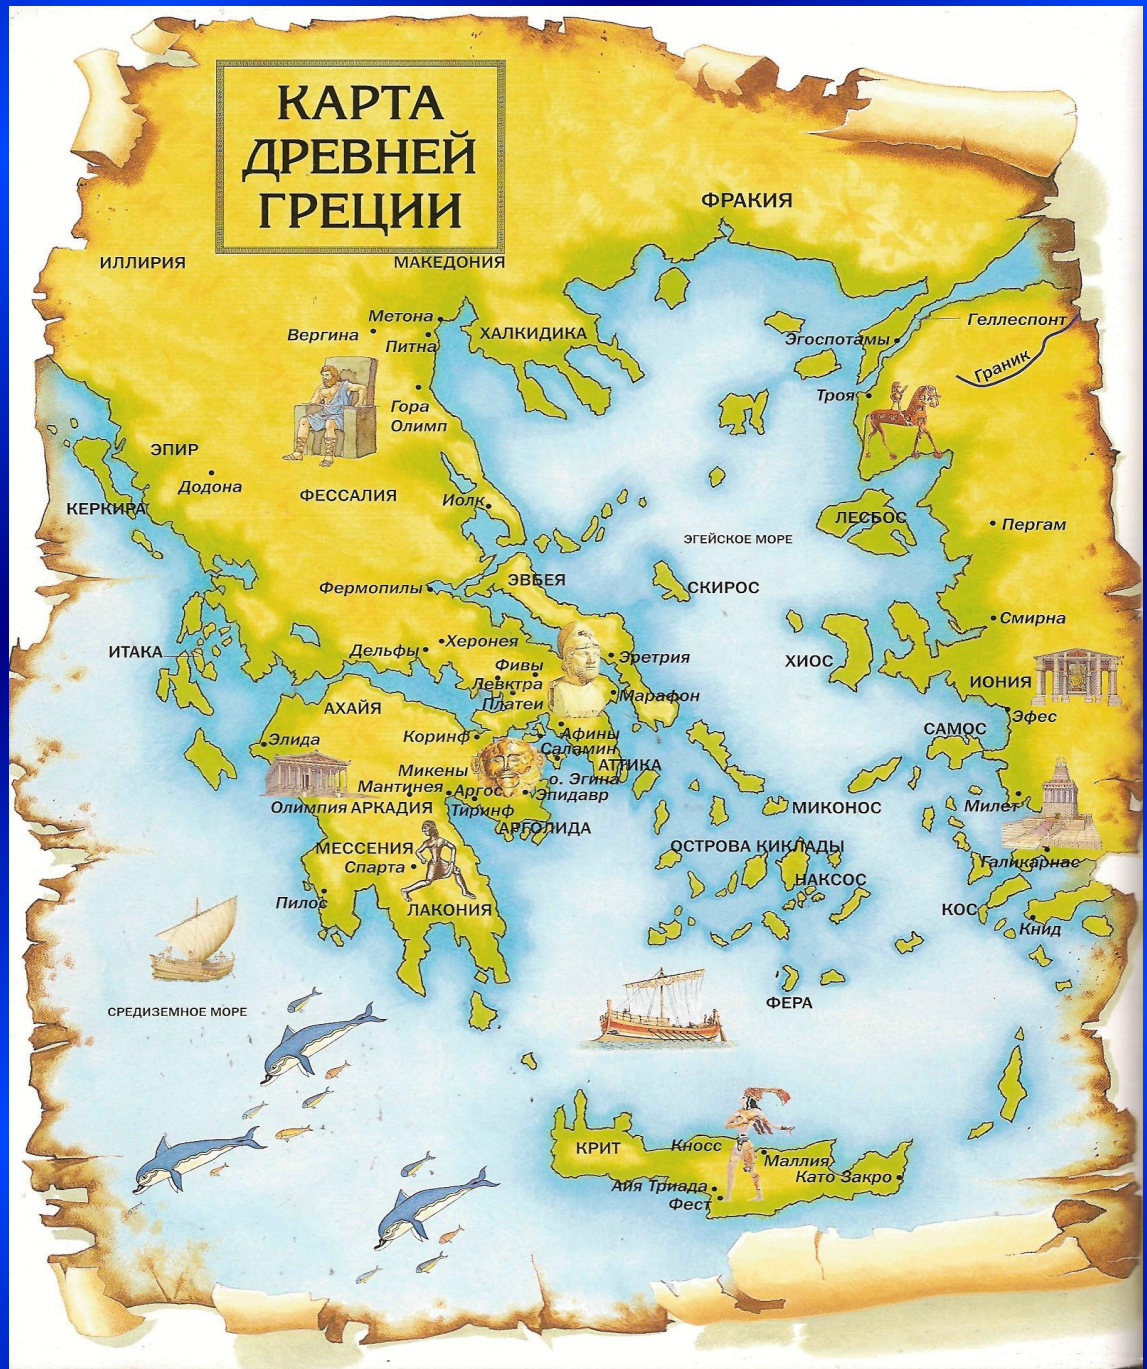 КАРТА
ДРЕВНЕЙ
ГРЕЦИИ
ФРАКИЯ
ИЛЛИРИЯ
МАКЕДОНИЯ
Метона
Вергина
Питна
ХАЛКИДИКА
Геллеспонт
Эгоспотамы
Граник
Троя
Гора
Олимп
ЭПИР
Додона
ФЕССАЛИЯ
Иолк
КЕРКИРА
ЛЕСБОС
Пергам
ЭГЕЙСКОЕ МОРЕ
ЭВБЕЯ
Фермопилы
СКИРОС
Смирна
ИТАКА
Херонея
Дельфы
Эретрия
ХИОС
Фивы
Левктра
Платеи
Марафон
ИОНИЯ
АХАЙЯ
Эфес
Элида
Коринф
Афины
Саламин
САМОС
АТТИКА
Микены
о. Эгина
Мантинея
Аргос
Эпидавр
Олимпия
АРКАДИЯ
Тиринф
МИКОНОС
Милет
АРГОЛИДА
МЕССЕНИЯ
ОСТРОВА КИКЛАДЫ
Спарта
Галикарнас
НАКСОС
Пилос
ЛАКОНИЯ
КОС
Книд
СРЕДИЗЕМНОЕ МОРЕ
ФЕРА
КРИТ
Кносс
Маллия
Като Закро
Айя Триада
Фест